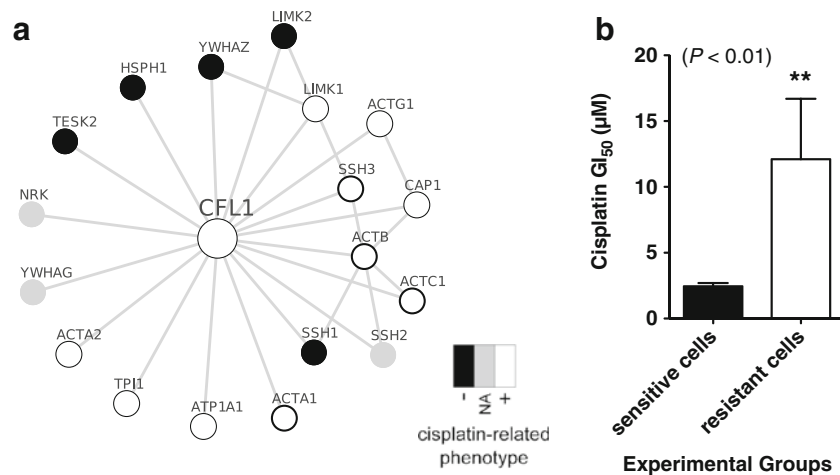 a
LIMK2
YWHAZ
HSPH1
LIMK1
ACTG1
TESK2
SSH3
CAP1
NRK
CFL1
ACTB
YWHAG
ACTC1
ACTA2
SSH1
SSH2
TPI1
ATP1A1
ACTA1
- NA +
cisplatin-related
phenotype
b
(P < 0.01)
**
20
15
10
5
0
Cisplatin GI50 (µM)
sensitive cells
resistant cells
Experimental Groups